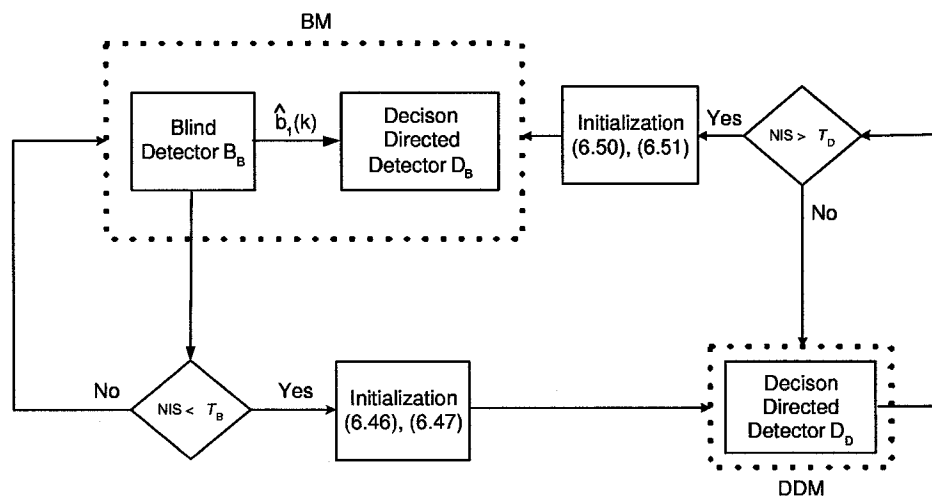 BM
Blind
Detector B_B
b̂₁(k)
Decison
Directed
Detector D_B
Initialization
(6.50), (6.51)
Yes
NIS > T_D
No
No
NIS < T_B
Yes
Initialization
(6.46), (6.47)
Decison
Directed
Detector D_D
DDM